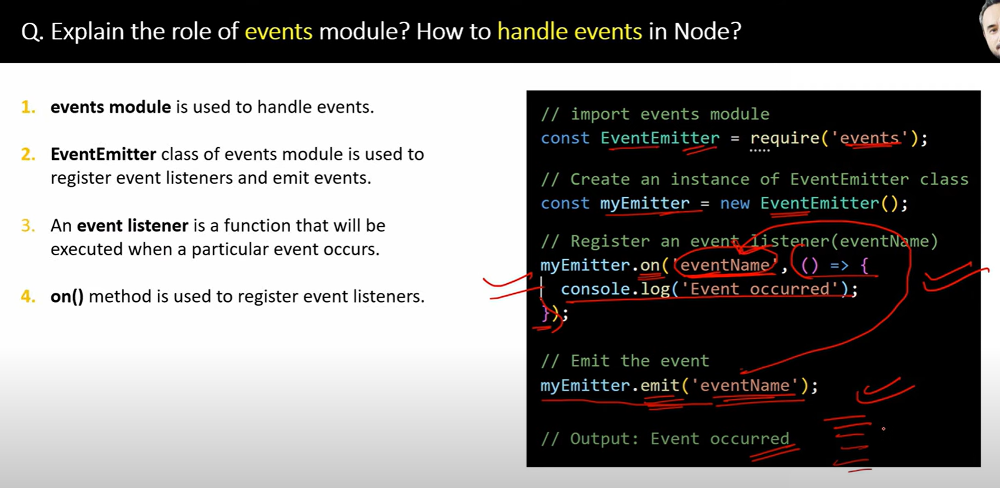 Q. Explain the role of events module? How to handle events in Node?
1. events module is used to handle events.
2. EventEmitter class of events module is used to
register event listeners and emit events.
3. An event listener is a function that will be
executed when a particular event occurs.
4. on() method is used to register event listeners.
// import events module
const EventEmitter = require('events');
// Create an instance of EventEmitter class
const myEmitter = new EventEmitter();
// Register an event listener(eventName)
myEmitter.on('eventName', () => {
console.log('Event occurred');
});
// Emit the event
myEmitter.emit('eventName');
// Output: Event occurred